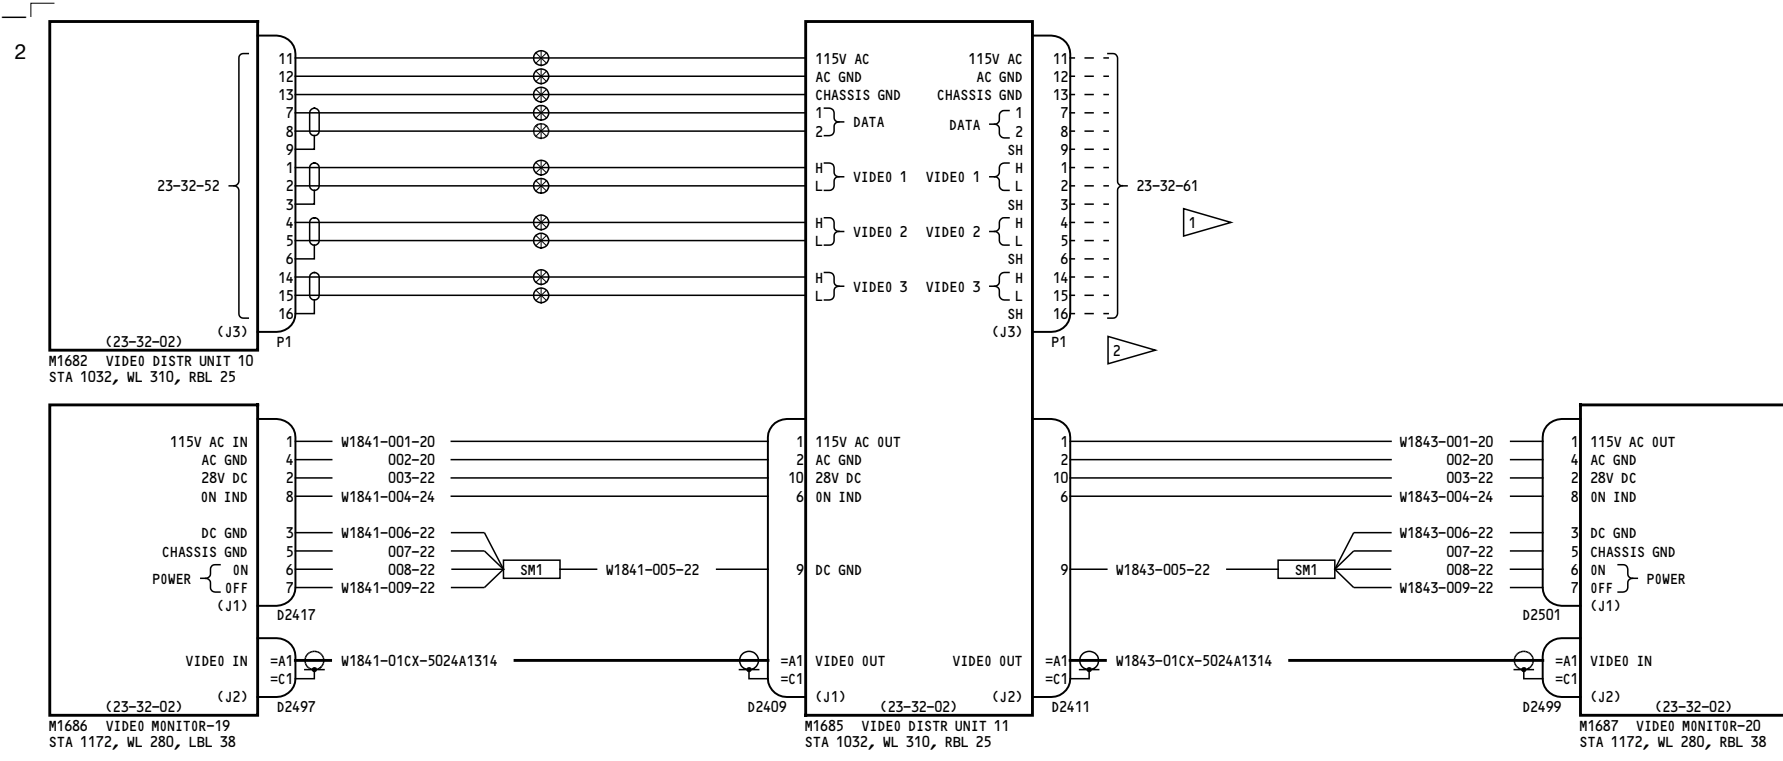 2
11 115V AC 115V AC 11
12 AC GND AC GND 12
13 CHASSIS GND CHASSIS GND 13
7 1 1 7
DATA DATA
8 2 2 8
9 SH 9
1 H H 1
VIDEO 1 VIDEO 1
23-32-52 2 L L 2 23-32-61
3 SH 3
4 H H 4 1
VIDEO 2 VIDEO 2
5 L L 5
6 SH 6
14 H H 14
VIDEO 3 VIDEO 3
15 L L 15
16 SH 16
(J3) (J3)
(23-32-02) P1 P1 2
M1682 VIDEO DISTR UNIT 10
STA 1032, WL 310, RBL 25
115V AC IN 1 W1841-001-20 1 115V AC OUT 1 W1843-001-20 1 115V AC OUT
AC GND 4 002-20 2 AC GND 2 002-20 4 AC GND
28V DC 2 003-22 10 28V DC 10 003-22 2 28V DC
ON IND 8 W1841-004-24 6 ON IND 6 W1843-004-24 8 ON IND
DC GND 3 W1841-006-22 W1843-006-22 3 DC GND
CHASSIS GND 5 007-22 007-22 5 CHASSIS GND
ON 6 008-22 SM1 W1841-005-22 9 DC GND 9 W1843-005-22 SM1 008-22 6 ON
POWER POWER
OFF 7 W1841-009-22 W1843-009-22 7 OFF
(J1) (J1)
D2417 D2501
VIDEO IN =A1 W1841-01CX-5024A1314 =A1 VIDEO OUT VIDEO OUT =A1 W1843-01CX-5024A1314 =A1 VIDEO IN
=C1 =C1 =C1 =C1
(J2) (J1) (J2) (J2)
(23-32-02) D2497 D2409 (23-32-02) D2411 D2499 (23-32-02)
M1686 VIDEO MONITOR-19 M1685 VIDEO DISTR UNIT 11 M1687 VIDEO MONITOR-20
STA 1172, WL 280, LBL 38 STA 1032, WL 310, RBL 25 STA 1172, WL 280, RBL 38